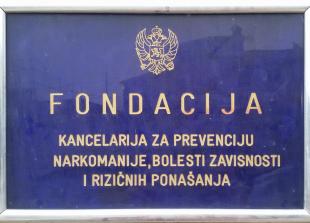 FONDACIJA
KANCELARIJA ZA PREVENCIJU
NARKOMANIJE, BOLESTI ZAVISNOSTI
I RIZIČNIH PONAŠANJA